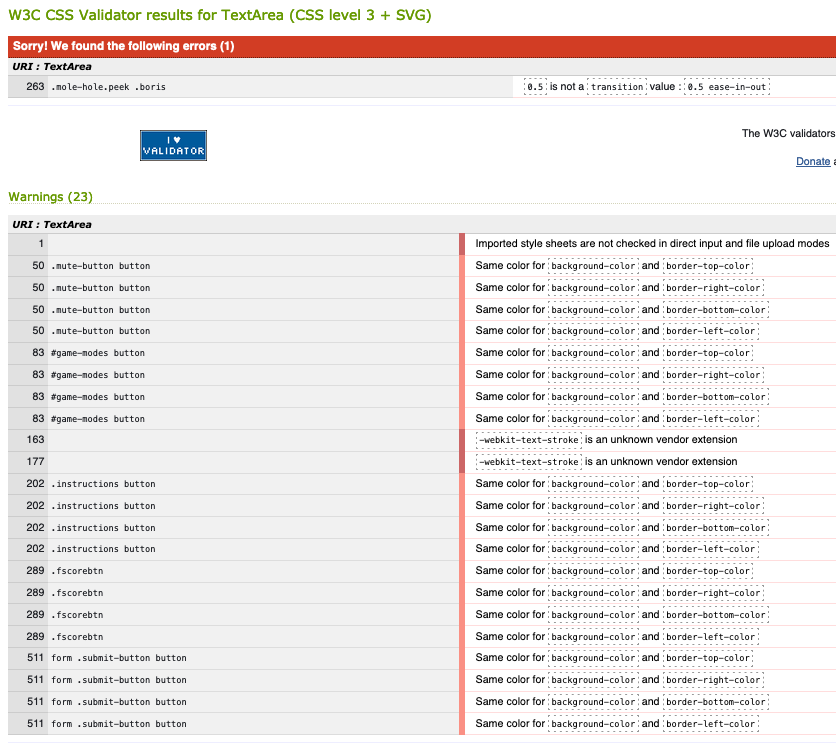 W3C CSS Validator results for TextArea (CSS level 3 + SVG)
Sorry! We found the following errors (1)
URI : TextArea
263 .mole-hole.peek .boris 0.5 is not a transition value : 0.5 ease-in-out
I ♥
VALIDATOR
The W3C validators
Donate a
Warnings (23)
URI : TextArea
1 Imported style sheets are not checked in direct input and file upload modes
50 .mute-button button Same color for background-color and border-top-color
50 .mute-button button Same color for background-color and border-right-color
50 .mute-button button Same color for background-color and border-bottom-color
50 .mute-button button Same color for background-color and border-left-color
83 #game-modes button Same color for background-color and border-top-color
83 #game-modes button Same color for background-color and border-right-color
83 #game-modes button Same color for background-color and border-bottom-color
83 #game-modes button Same color for background-color and border-left-color
163 -webkit-text-stroke is an unknown vendor extension
177 -webkit-text-stroke is an unknown vendor extension
202 .instructions button Same color for background-color and border-top-color
202 .instructions button Same color for background-color and border-right-color
202 .instructions button Same color for background-color and border-bottom-color
202 .instructions button Same color for background-color and border-left-color
289 .fscorebtn Same color for background-color and border-top-color
289 .fscorebtn Same color for background-color and border-right-color
289 .fscorebtn Same color for background-color and border-bottom-color
289 .fscorebtn Same color for background-color and border-left-color
511 form .submit-button button Same color for background-color and border-top-color
511 form .submit-button button Same color for background-color and border-right-color
511 form .submit-button button Same color for background-color and border-bottom-color
511 form .submit-button button Same color for background-color and border-left-color